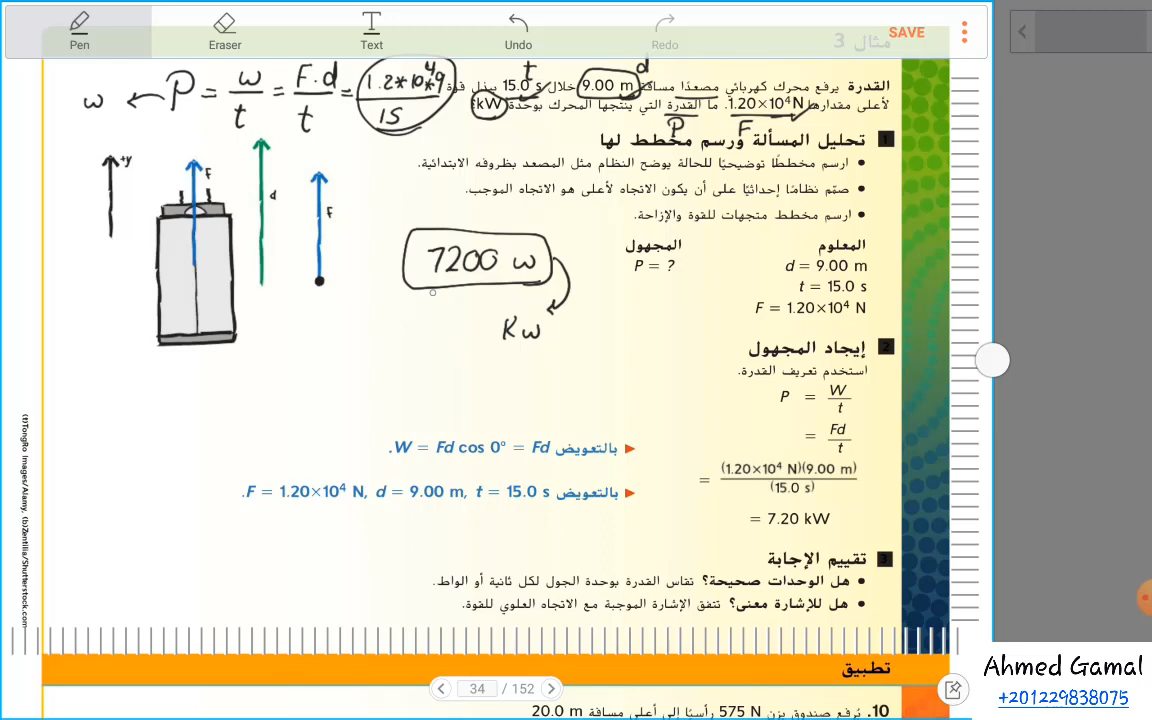 Pen
Eraser
Text
Undo
Redo
SAVE
مثال 3
القدرة يرفع محرك كهربائي مصعدًا مسافة 9.00 m خلال 15.0 s ببذل قوة
لأعلى مقدارها 1.20×10⁴ N. ما القدرة التي ينتجها المحرك بوحدة kW؟
t
d
P
F
w ← P = w/t = F.d/t = 1.2*10⁴*9/15
+y
F
d
F
7200 w
Kw
1 تحليل المسألة ورسم مخطط لها
• ارسم مخططًا توضيحيًا للحالة يوضح النظام مثل المصعد بظروفه الابتدائية.
• صمّم نظامًا إحداثيًا على أن يكون الاتجاه لأعلى هو الاتجاه الموجب.
• ارسم مخطط متجهات للقوة والإزاحة.
المعلوم
المجهول
d = 9.00 m
P = ?
t = 15.0 s
F = 1.20×10⁴ N
2 إيجاد المجهول
استخدم تعريف القدرة.
P = W/t
= Fd/t
بالتعويض W = Fd cos 0° = Fd.
= (1.20×10⁴ N)(9.00 m)/(15.0 s)
بالتعويض F = 1.20×10⁴ N, d = 9.00 m, t = 15.0 s.
= 7.20 kW
3 تقييم الإجابة
• هل الوحدات صحيحة؟ تقاس القدرة بوحدة الجول لكل ثانية أو الواط.
• هل للإشارة معنى؟ تتفق الإشارة الموجبة مع الاتجاه العلوي للقوة.
(t)TongRo Images/Alamy, (b)Zentilia/Shutterstock.com
تطبيق
34 / 152
10. يُرفع صندوق يزن 575 N رأسيًا إلى أعلى مسافة 20.0 m
Ahmed Gamal
+201229838075